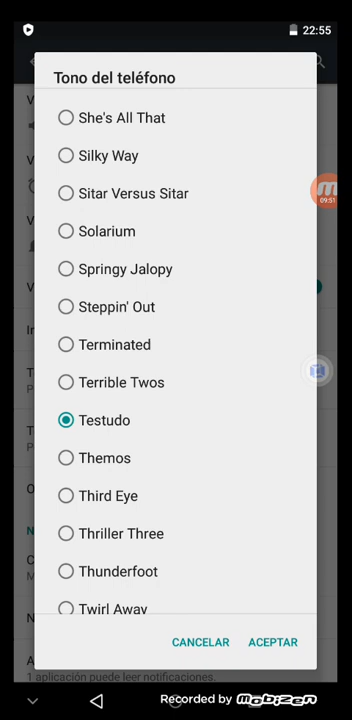 22:55
Tono del teléfono
She's All That
Silky Way
Sitar Versus Sitar
09:51
Solarium
Springy Jalopy
Steppin' Out
Terminated
Terrible Twos
Testudo
Themos
Third Eye
Thriller Three
Thunderfoot
Twirl Away
CANCELAR ACEPTAR
1 aplicación puede leer notificaciones.
Recorded by MOBIZEN